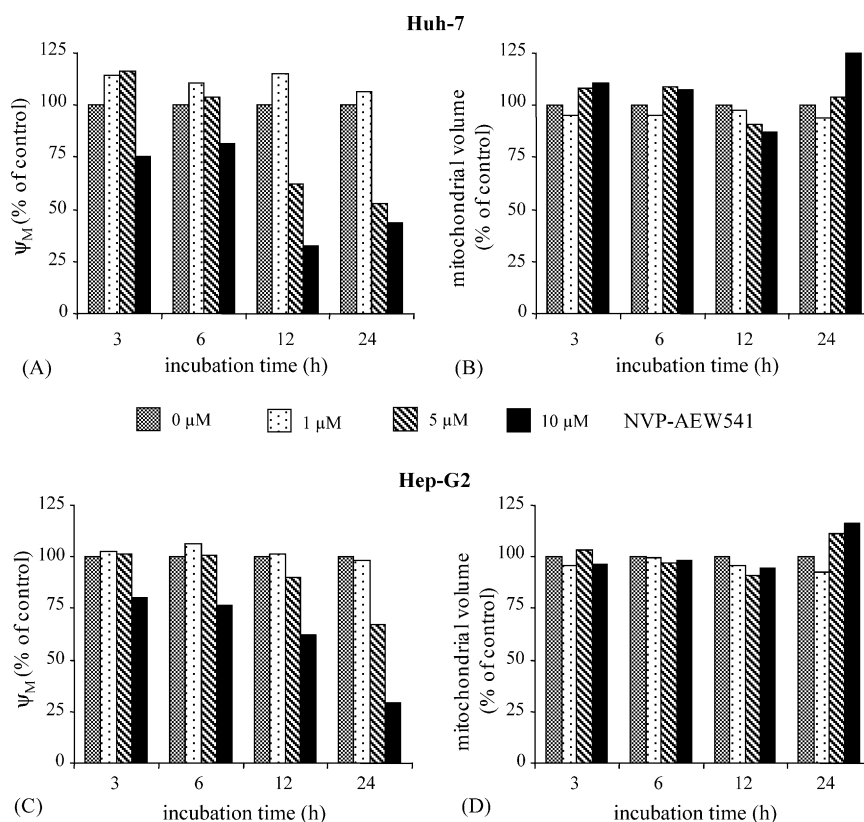 Huh-7
125
100
75
50
25
0
ΨM (% of control)
3 6 12 24
incubation time (h)
(A)
125
100
75
50
25
0
mitochondrial volume
(% of control)
3 6 12 24
incubation time (h)
(B)
0 µM 1 µM 5 µM 10 µM NVP-AEW541
Hep-G2
125
100
75
50
25
0
ΨM (% of control)
3 6 12 24
incubation time (h)
(C)
125
100
75
50
25
0
mitochondrial volume
(% of control)
3 6 12 24
incubation time (h)
(D)